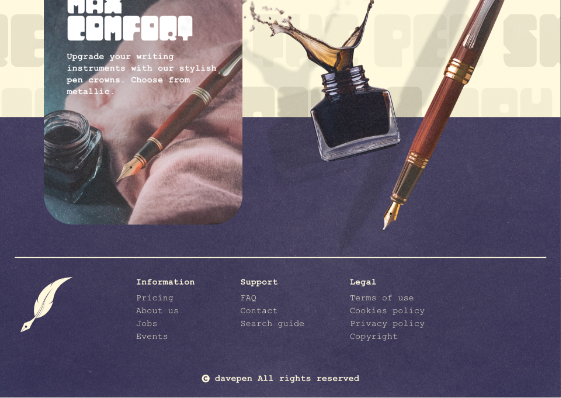 MAX
COMFORT
Upgrade your writing
instruments with our stylish
pen crowns. Choose from
metallic.
Information
Pricing
About us
Jobs
Events
Support
FAQ
Contact
Search guide
Legal
Terms of use
Cookies policy
Privacy policy
Copyright
© davepen All rights reserved